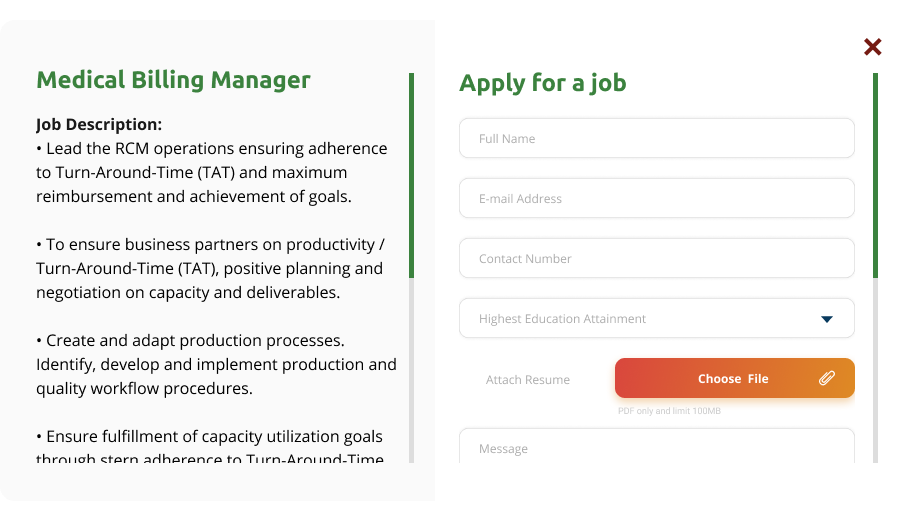 Medical Billing Manager
Job Description:
• Lead the RCM operations ensuring adherence
to Turn-Around-Time (TAT) and maximum
reimbursement and achievement of goals.
• To ensure business partners on productivity /
Turn-Around-Time (TAT), positive planning and
negotiation on capacity and deliverables.
• Create and adapt production processes.
Identify, develop and implement production and
quality workflow procedures.
• Ensure fulfillment of capacity utilization goals
through stern adherence to Turn-Around-Time
Apply for a job
Full Name
E-mail Address
Contact Number
Highest Education Attainment
Attach Resume
Choose File
PDF only and limit 100MB
Message